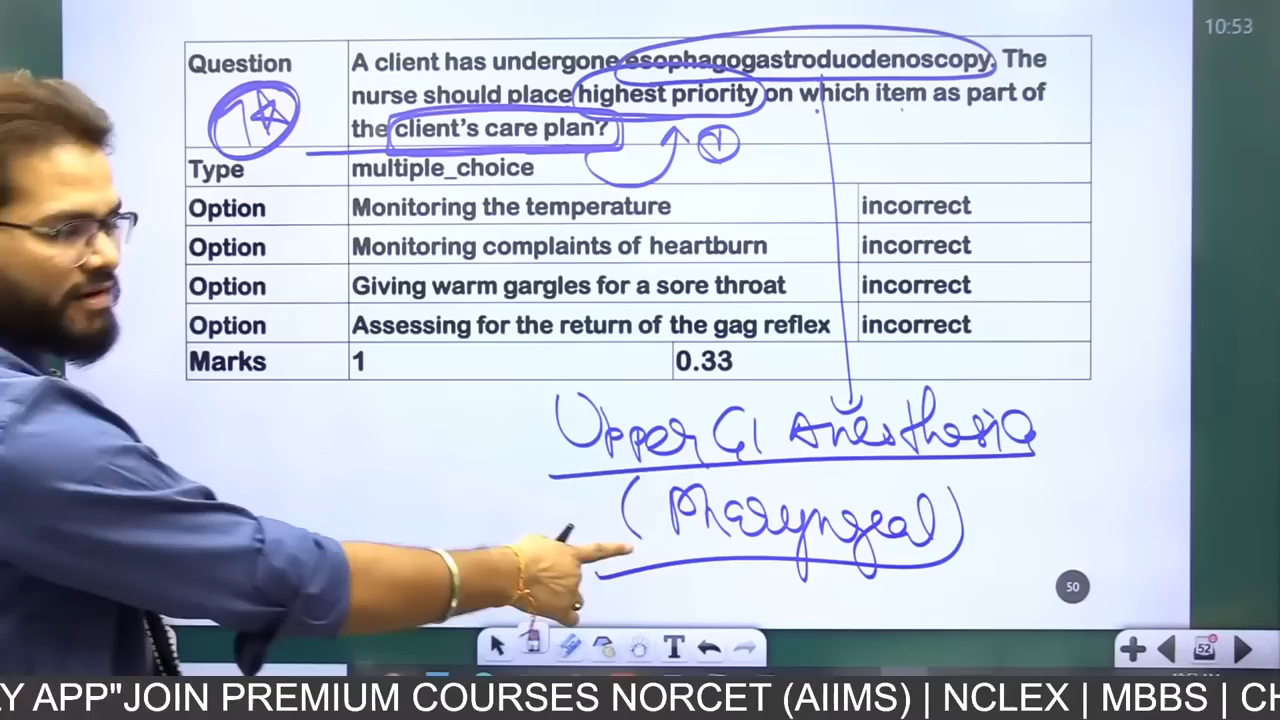 10:53
Question A client has undergone esophagogastroduodenoscopy. The
nurse should place highest priority on which item as part of
the client's care plan?
1
Type multiple_choice
Option Monitoring the temperature incorrect
Option Monitoring complaints of heartburn incorrect
Option Giving warm gargles for a sore throat incorrect
Option Assessing for the return of the gag reflex incorrect
Marks 1 0.33
Upper GI Anesthesia
(Pharyngeal)
50
T
52
LY APP"JOIN PREMIUM COURSES NORCET (AIIMS) | NCLEX | MBBS | CH